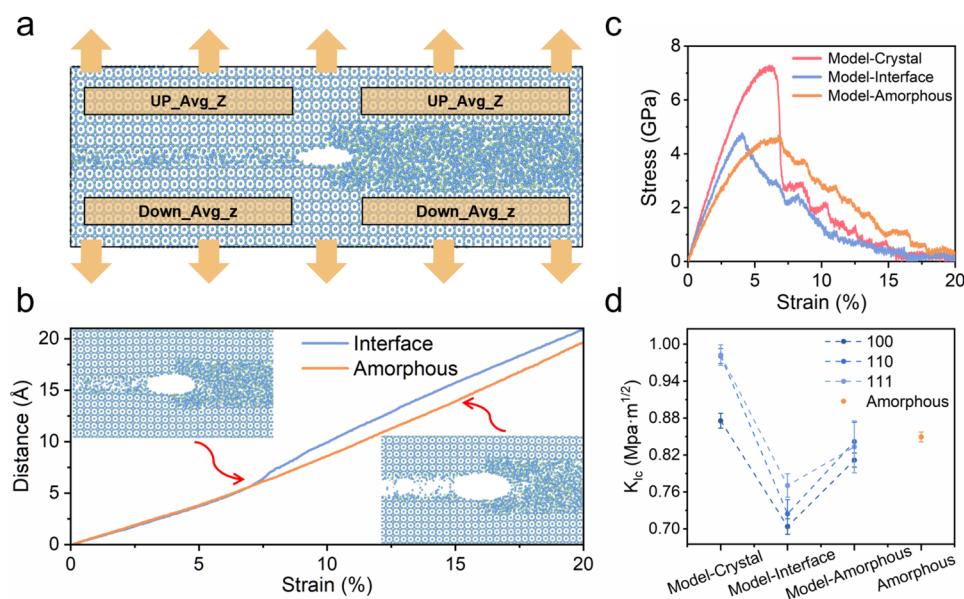 a
UP_Avg_Z
UP_Avg_Z
Down_Avg_z
Down_Avg_z
b
Distance (Å)
20
15
10
5
0
Interface
Amorphous
0
5
10
15
20
Strain (%)
c
Stress (GPa)
8
6
4
2
0
Model-Crystal
Model-Interface
Model-Amorphous
0
5
10
15
20
Strain (%)
d
K_Ic (Mpa·m^1/2)
1.00
0.94
0.88
0.82
0.76
0.70
100
110
111
Amorphous
Model-Crystal
Model-Interface
Model-Amorphous
Amorphous